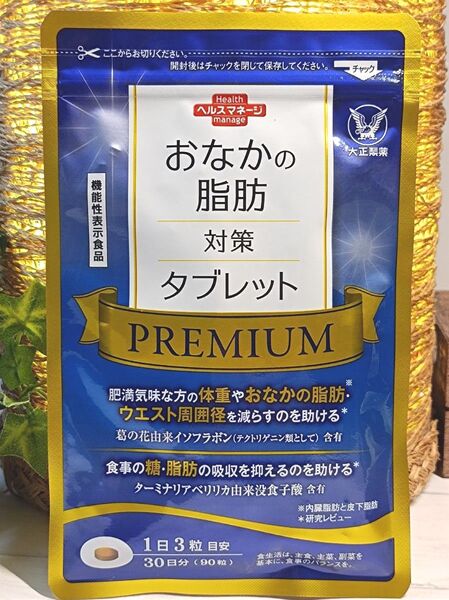 ここからお切りください。
開封後はチャックを閉じて保存してください。
チャック
Health
ヘルスマネージ
manage
大正製薬
機能性表示食品
おなかの
脂肪
対策
タブレット
PREMIUM
肥満気味な方の体重やおなかの脂肪※・
ウエスト周囲径を減らすのを助ける*
葛の花由来イソフラボン(テクトリゲニン類として)含有
食事の糖・脂肪の吸収を抑えるのを助ける*
ターミナリアベリリカ由来没食子酸 含有
※内臓脂肪と皮下脂肪
*研究レビュー
1日3粒 目安
30日分(90粒)
食生活は、主食、主菜、副菜を
基本に、食事のバランスを。